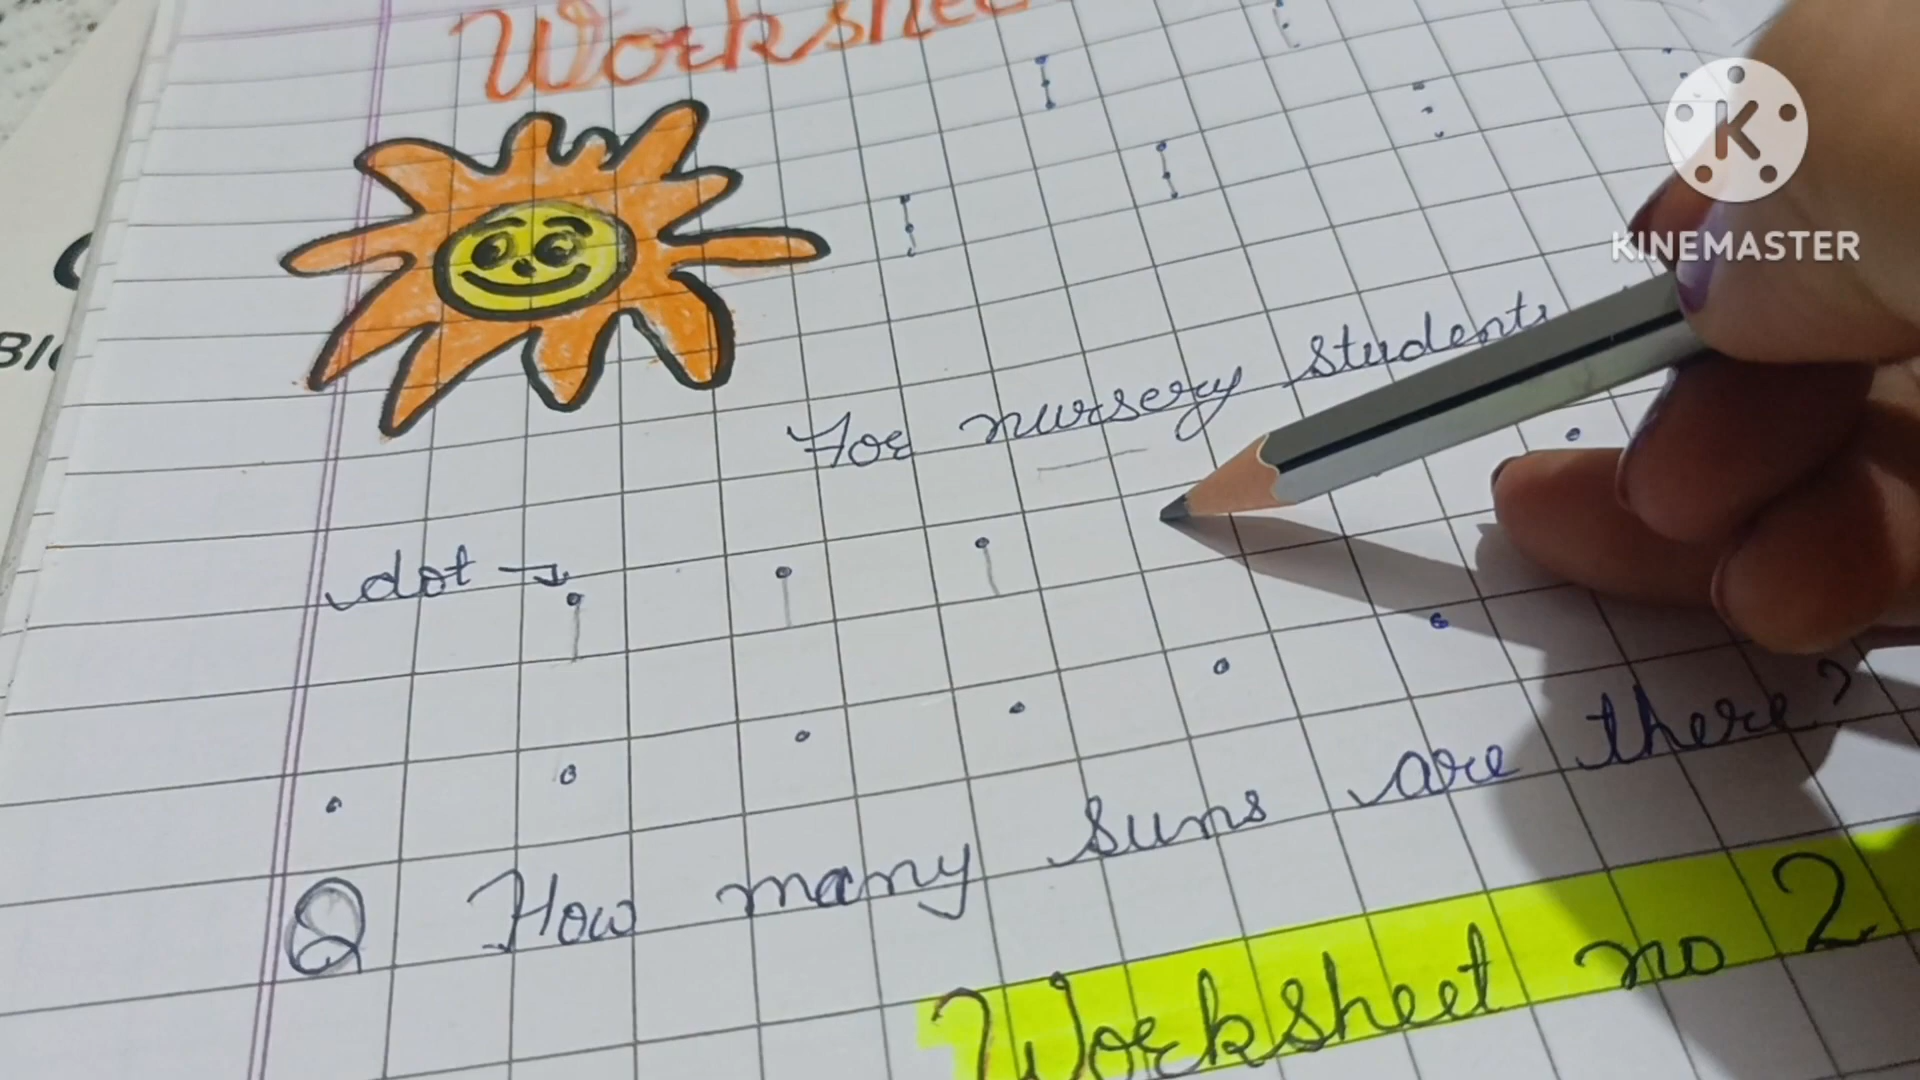 Workshee
KINEMASTER
For nursery students
dot →
Q How many suns are there?
Worksheet no 2